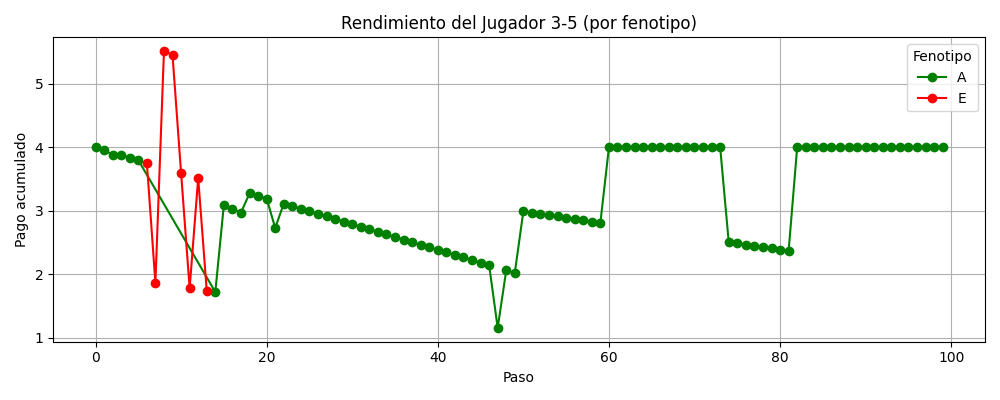 Rendimiento del Jugador 3-5 (por fenotipo)
Pago acumulado
5
4
3
2
1
0
20
40
60
80
100
Paso
Fenotipo
A
E